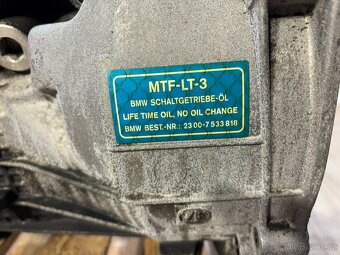 MTF-LT-3
BMW SCHALTGETRIEBE-ÖL
LIFE TIME OIL, NO OIL CHANGE
BMW BEST.-NR.: 23 00-7 533 818